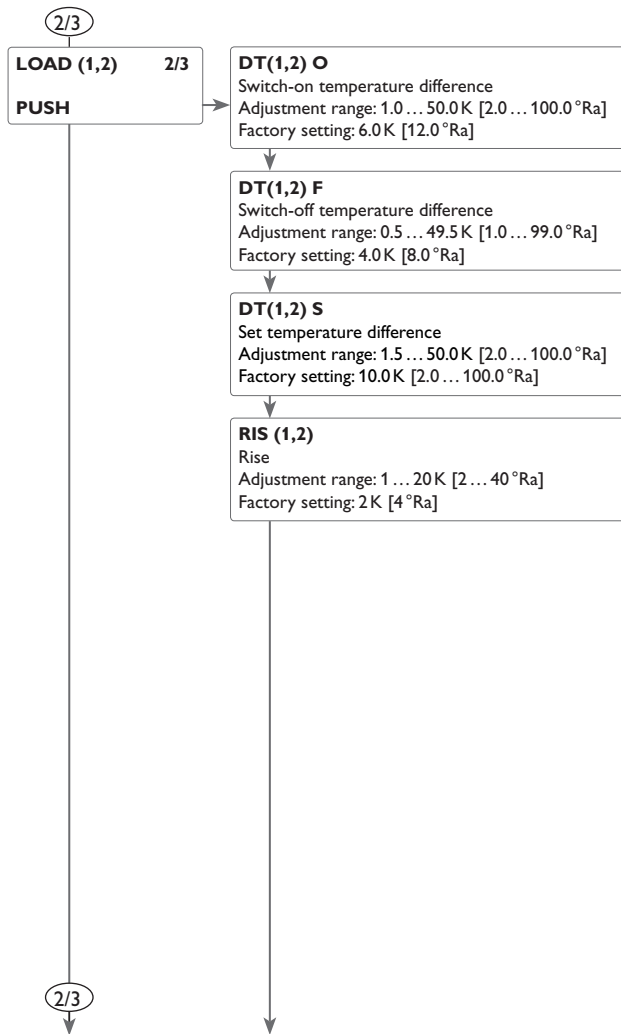 2/3
LOAD (1,2) 2/3
PUSH
DT(1,2) O
Switch-on temperature difference
Adjustment range: 1.0 … 50.0 K [2.0 … 100.0 °Ra]
Factory setting: 6.0 K [12.0 °Ra]
DT(1,2) F
Switch-off temperature difference
Adjustment range: 0.5 … 49.5 K [1.0 … 99.0 °Ra]
Factory setting: 4.0 K [8.0 °Ra]
DT(1,2) S
Set temperature difference
Adjustment range: 1.5 … 50.0 K [2.0 … 100.0 °Ra]
Factory setting: 10.0 K [2.0 … 100.0 °Ra]
RIS (1,2)
Rise
Adjustment range: 1 … 20 K [2 … 40 °Ra]
Factory setting: 2 K [4 °Ra]
2/3